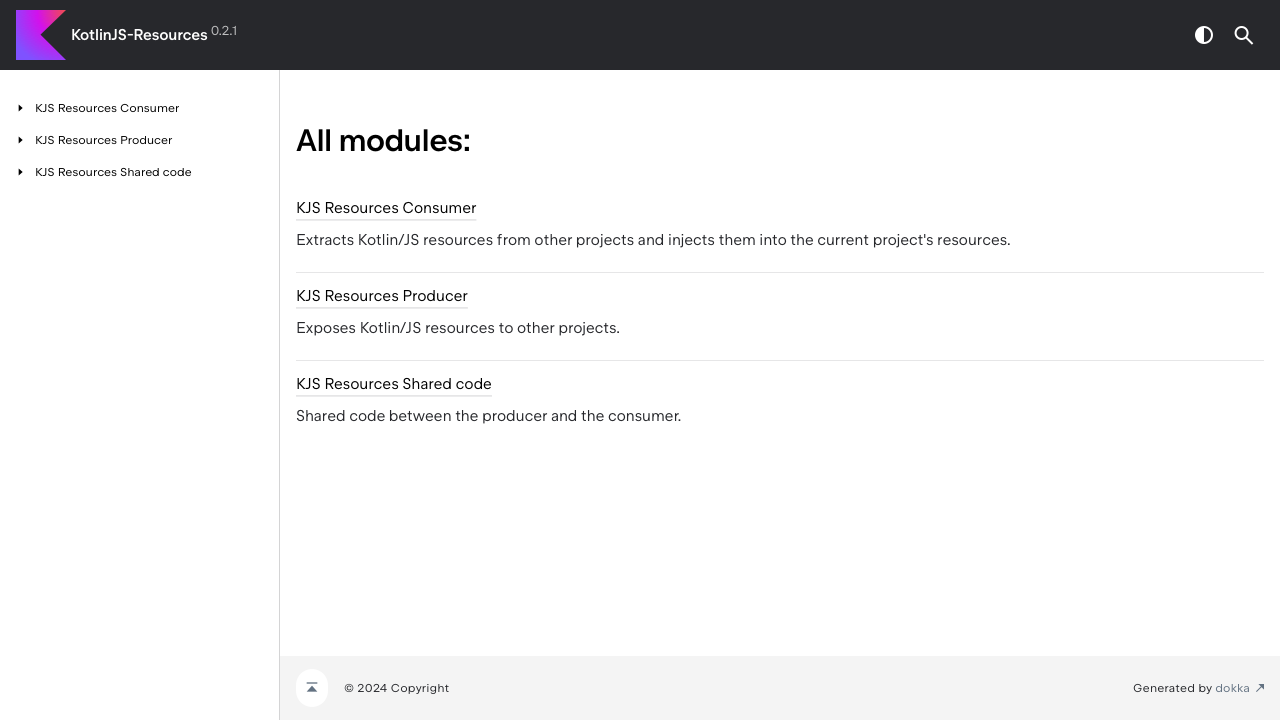 KotlinJS-Resources 0.2.1
KJS Resources Consumer
KJS Resources Producer
KJS Resources Shared code
All modules:
KJS Resources Consumer
Extracts Kotlin/JS resources from other projects and injects them into the current project's resources.
KJS Resources Producer
Exposes Kotlin/JS resources to other projects.
KJS Resources Shared code
Shared code between the producer and the consumer.
© 2024 Copyright
Generated by dokka